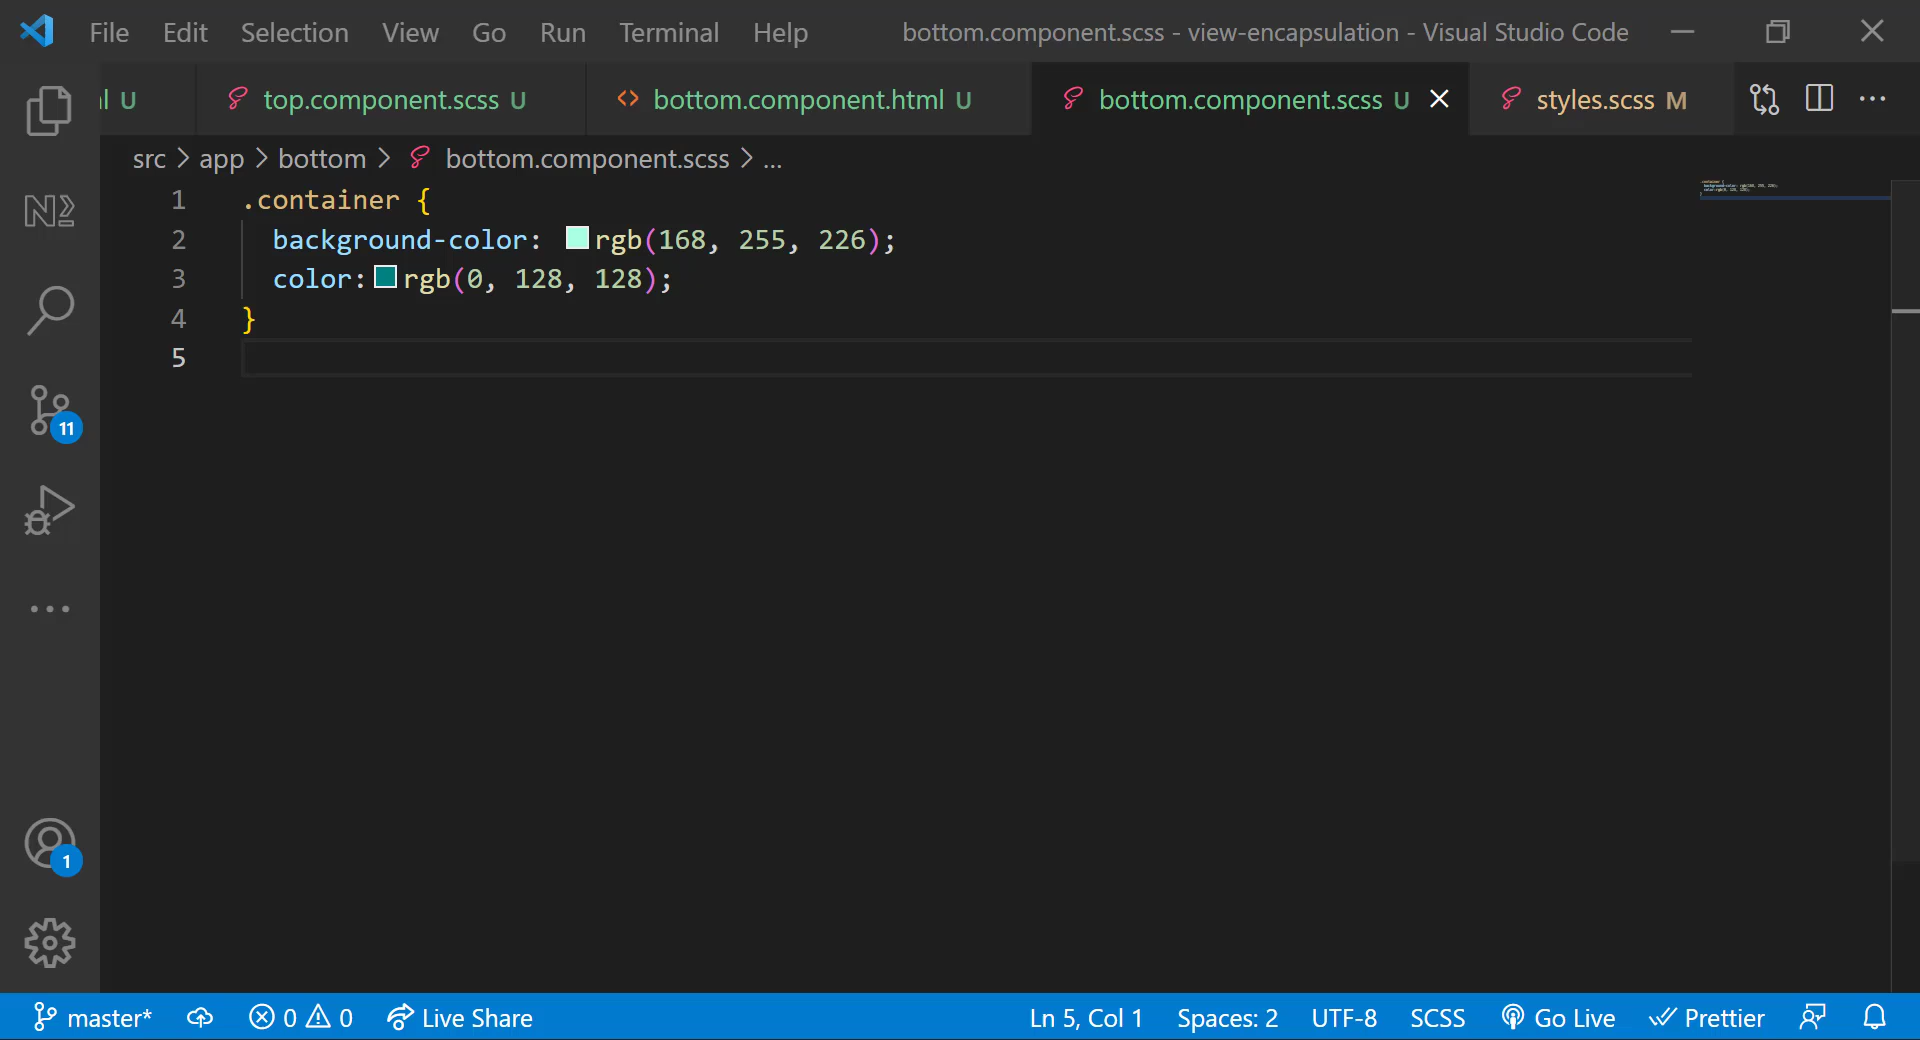 File Edit Selection View Go Run Terminal Help bottom.component.scss - view-encapsulation - Visual Studio Code
l U top.component.scss U bottom.component.html U bottom.component.scss U styles.scss M
src > app > bottom > bottom.component.scss > ...
1 .container {
2 background-color: rgb(168, 255, 226);
3 color:rgb(0, 128, 128);
4 }
5
11
1
master* 0 0 Live Share Ln 5, Col 1 Spaces: 2 UTF-8 SCSS Go Live Prettier